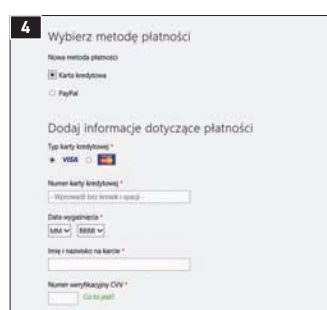 4
Wybierz metodę płatności
Nowa metoda płatności
Karta kredytowa
PayPal
Dodaj informacje dotyczące płatności
Typ karty kredytowej *
VISA
Numer karty kredytowej *
- Wprowadź bez kresek i spacji -
Data wygaśnięcia *
MM RRRR
Imię i nazwisko na karcie *
Numer weryfikacyjny CVV *
Co to jest?